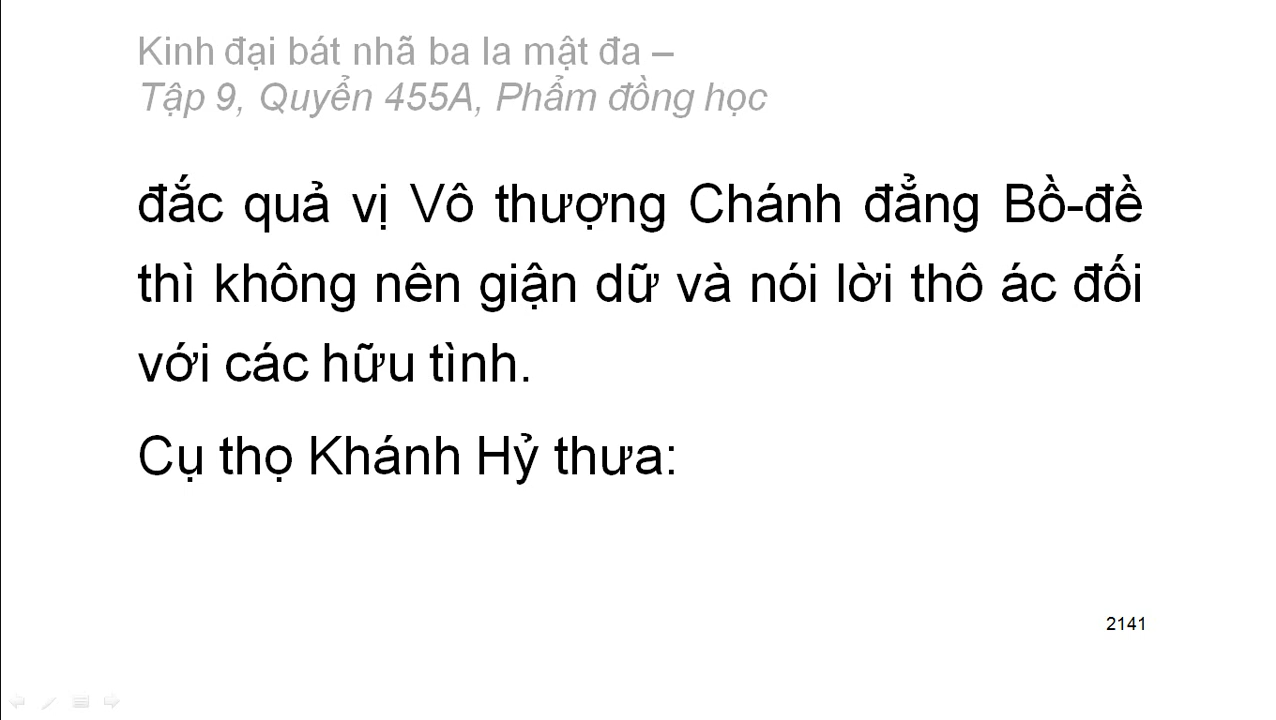 Kinh đại bát nhã ba la mật đa –
Tập 9, Quyển 455A, Phẩm đồng học
đắc quả vị Vô thượng Chánh đẳng Bồ-đề
thì không nên giận dữ và nói lời thô ác đối
với các hữu tình.
Cụ thọ Khánh Hỷ thưa:
2141